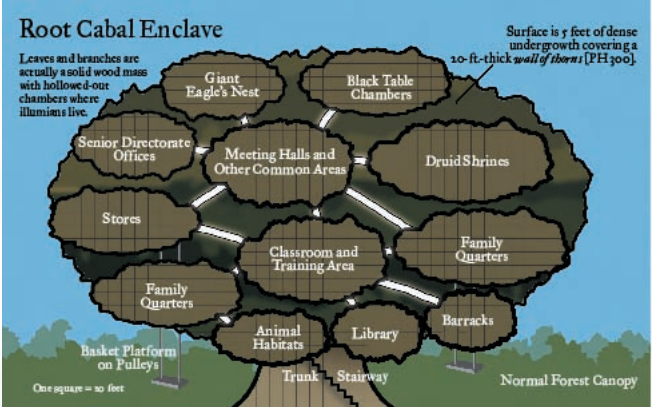 Root Cabal Enclave
Leaves and branches are
actually a solid wood mass
with hollowed-out
chambers where
illumians live.
Surface is 5 feet of dense
undergrowth covering a
20-ft.-thick wall of thorns [PH 300].
Giant
Eagle's Nest
Black Table
Chambers
Senior Directorate
Offices
Meeting Halls and
Other Common Areas
Druid Shrines
Stores
Classroom and
Training Area
Family
Quarters
Family
Quarters
Animal
Habitats
Library
Barracks
Basket Platform
on Pulleys
Trunk
Stairway
One square = 20 feet
Normal Forest Canopy